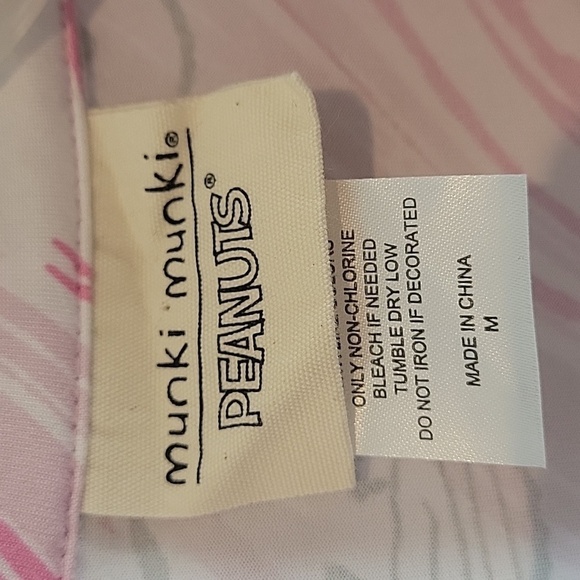 munki munki®
PEANUTS®
ONLY NON-CHLORINE
BLEACH IF NEEDED
TUMBLE DRY LOW
DO NOT IRON IF DECORATED
MADE IN CHINA
M